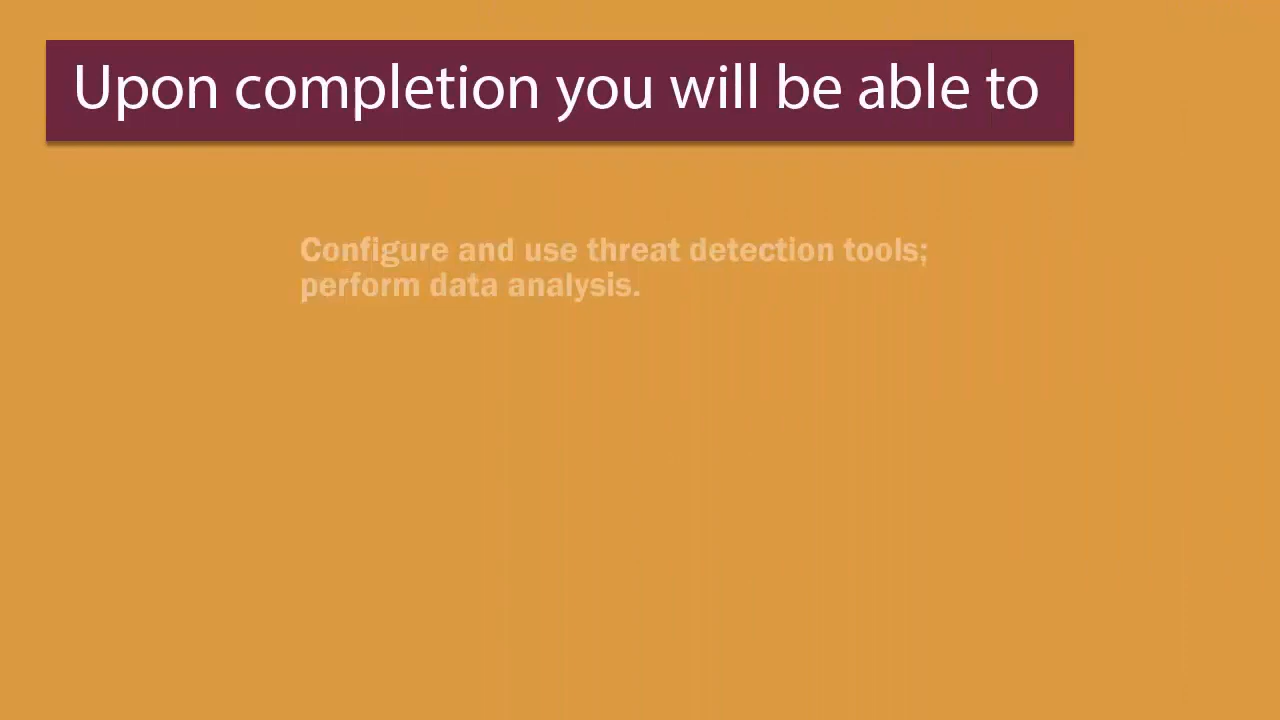 Upon completion you will be able to
Configure and use threat detection tools;
perform data analysis.